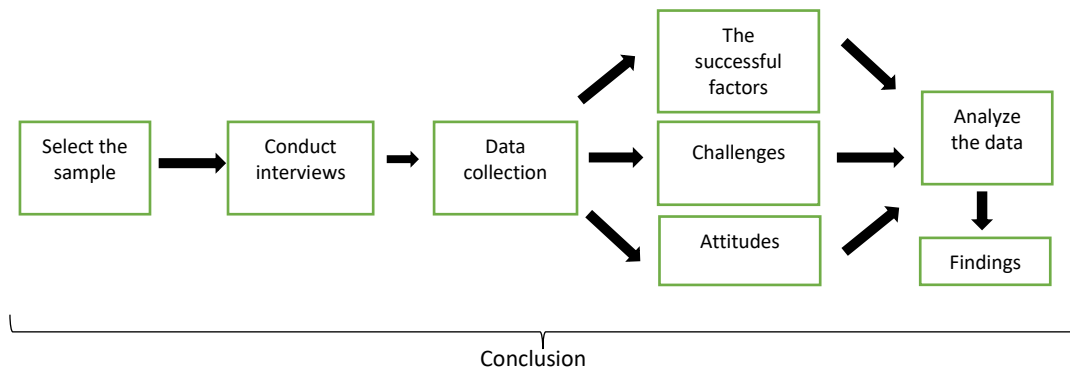 Select the
sample
Conduct
interviews
Data
collection
The
successful
factors
Challenges
Attitudes
Analyze
the data
Findings
Conclusion